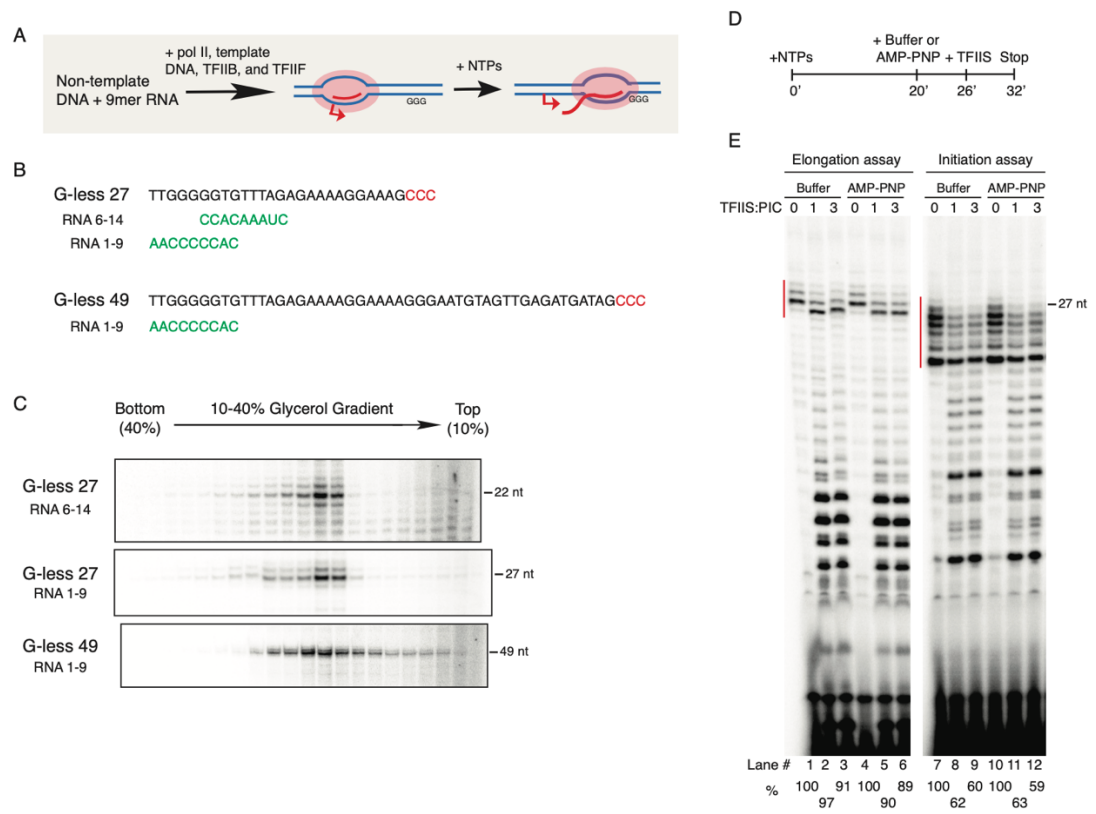 A
+ pol II, template
DNA, TFIIB, and TFIIF
Non-template
DNA + 9mer RNA
+ NTPs
GGG
GGG
B
G-less 27 TTGGGGGTGTTTAGAGAAAAGGAAAGCCC
RNA 6-14 CCACAAAUC
RNA 1-9 AACCCCCAC
G-less 49 TTGGGGGTGTTTAGAGAAAAGGAAAAGGGAATGTAGTTGAGATGATAGCCC
RNA 1-9 AACCCCCAC
C
Bottom
(40%)
10-40% Glycerol Gradient
Top
(10%)
G-less 27
RNA 6-14
22 nt
G-less 27
RNA 1-9
27 nt
G-less 49
RNA 1-9
49 nt
D
+ Buffer or
+NTPs AMP-PNP + TFIIS Stop
0' 20' 26' 32'
E
Elongation assay Initiation assay
Buffer AMP-PNP Buffer AMP-PNP
TFIIS:PIC 0 1 3 0 1 3 0 1 3 0 1 3
27 nt
Lane # 1 2 3 4 5 6 7 8 9 10 11 12
% 100 91 100 89 100 60 100 59
97 90 62 63